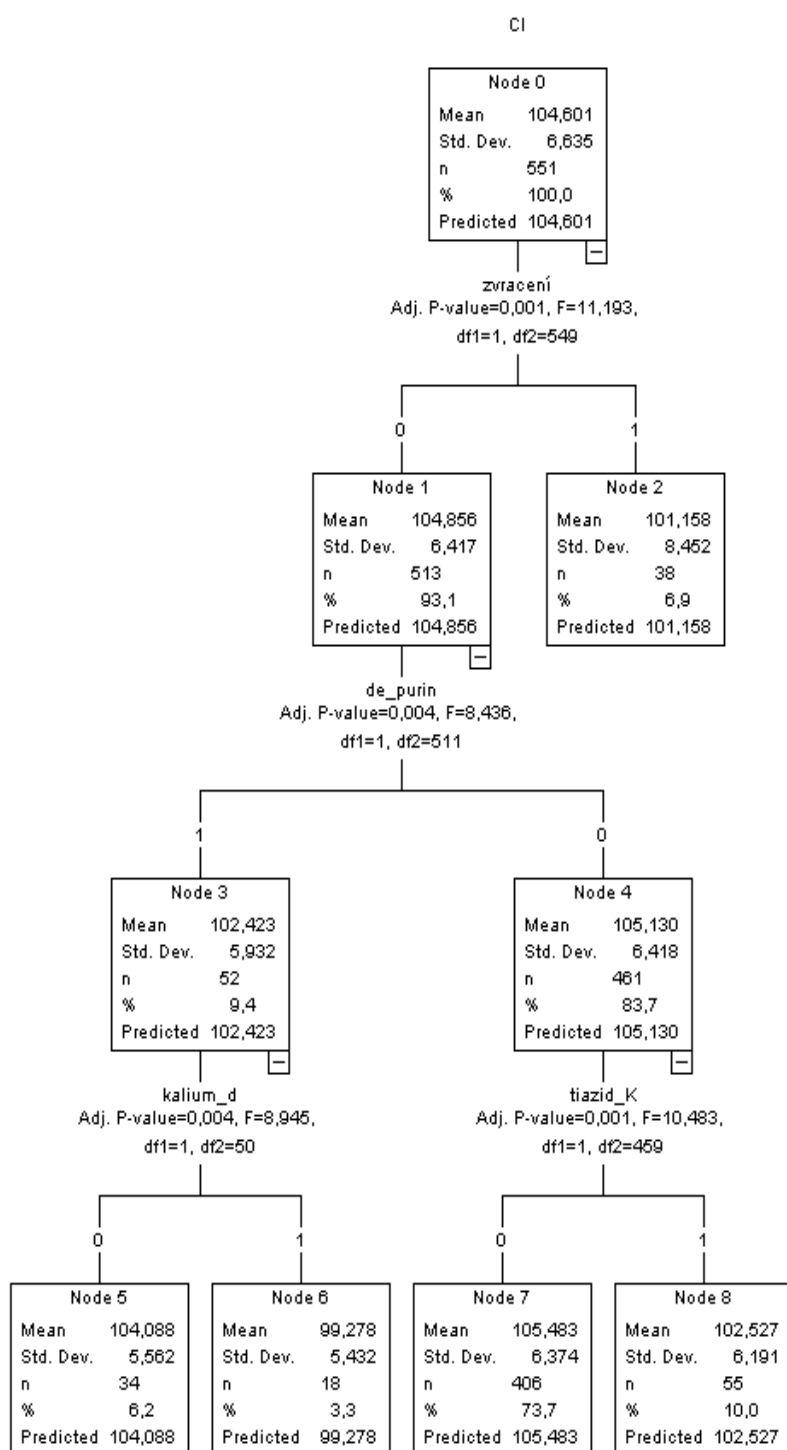 Cl
Node 0
Mean 104,601
Std. Dev. 6,635
n 551
% 100,0
Predicted 104,601
zvracení
Adj. P-value=0,001, F=11,193,
df1=1, df2=549
0
1
Node 1
Mean 104,856
Std. Dev. 6,417
n 513
% 93,1
Predicted 104,856
Node 2
Mean 101,158
Std. Dev. 8,452
n 38
% 6,9
Predicted 101,158
de_purin
Adj. P-value=0,004, F=8,436,
df1=1, df2=511
1
0
Node 3
Mean 102,423
Std. Dev. 5,932
n 52
% 9,4
Predicted 102,423
Node 4
Mean 105,130
Std. Dev. 6,418
n 461
% 83,7
Predicted 105,130
kalium_d
Adj. P-value=0,004, F=8,945,
df1=1, df2=50
tiazid_K
Adj. P-value=0,001, F=10,483,
df1=1, df2=459
0
1
0
1
Node 5
Mean 104,088
Std. Dev. 5,562
n 34
% 6,2
Predicted 104,088
Node 6
Mean 99,278
Std. Dev. 5,432
n 18
% 3,3
Predicted 99,278
Node 7
Mean 105,483
Std. Dev. 6,374
n 406
% 73,7
Predicted 105,483
Node 8
Mean 102,527
Std. Dev. 6,191
n 55
% 10,0
Predicted 102,527